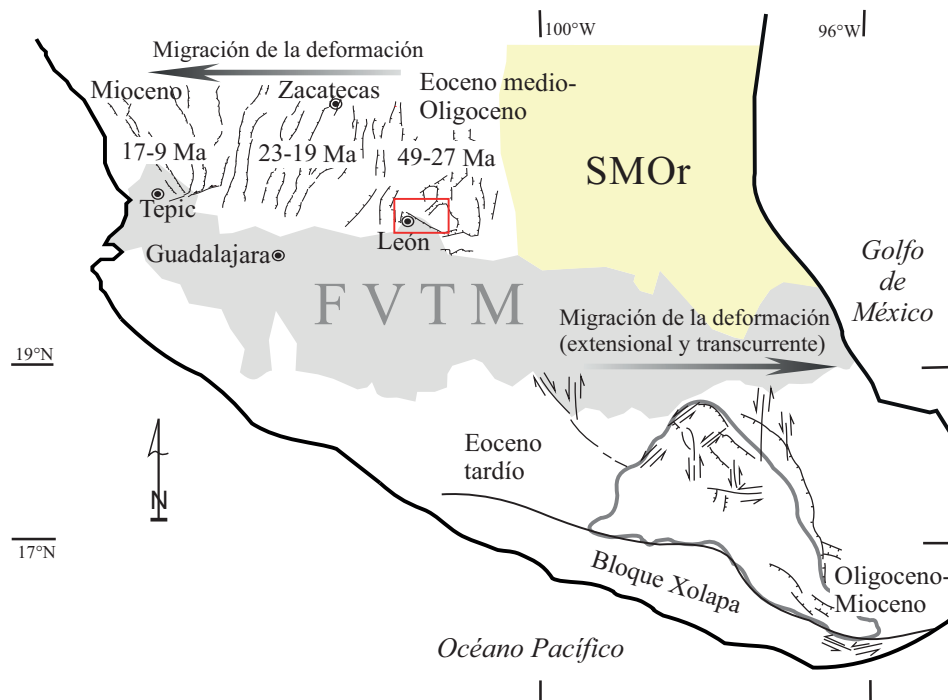 100°W
96°W
Migración de la deformación
Mioceno
Zacatecas
Eoceno medio-
Oligoceno
17-9 Ma
23-19 Ma
49-27 Ma
SMOr
Tepic
León
Guadalajara
Golfo
de
México
FVTM
Migración de la deformación
(extensional y transcurrente)
19°N
Eoceno
tardío
N
17°N
Bloque Xolapa
Oligoceno-
Mioceno
Océano Pacífico